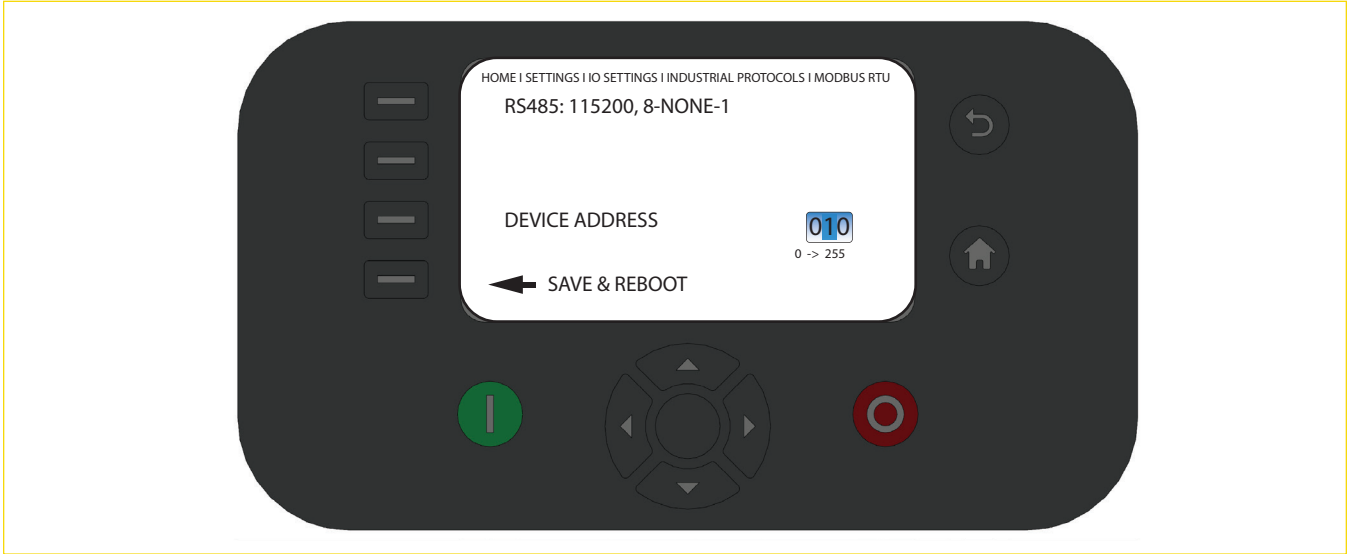 HOME I SETTINGS I IO SETTINGS I INDUSTRIAL PROTOCOLS I MODBUS RTU
RS485: 115200, 8-NONE-1
DEVICE ADDRESS 010
0 -> 255
SAVE & REBOOT